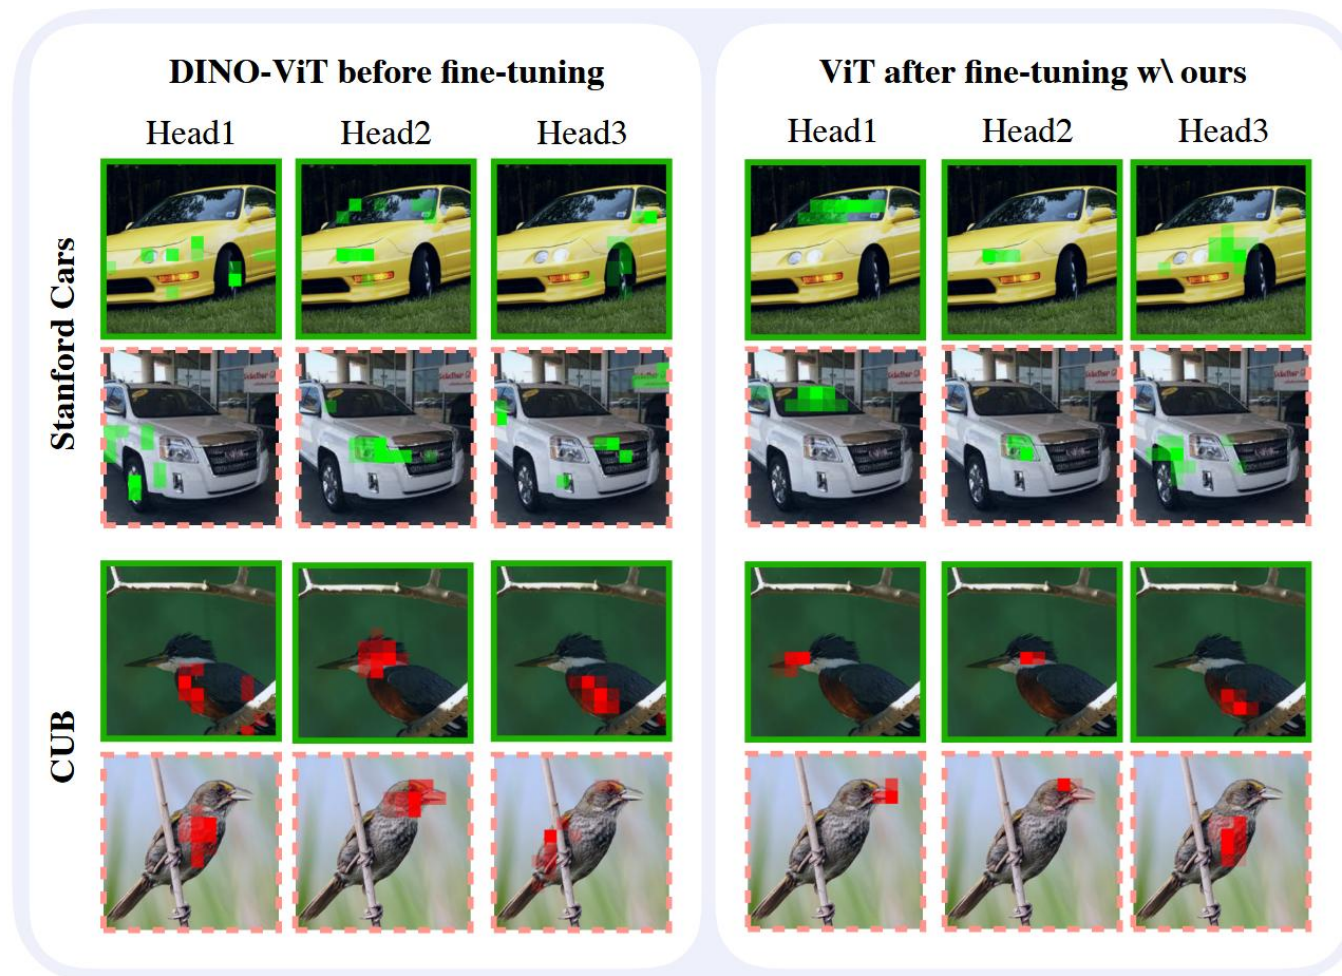 DINO-ViT before fine-tuning
Head1 Head2 Head3
ViT after fine-tuning w\ ours
Head1 Head2 Head3
Stanford Cars
CUB